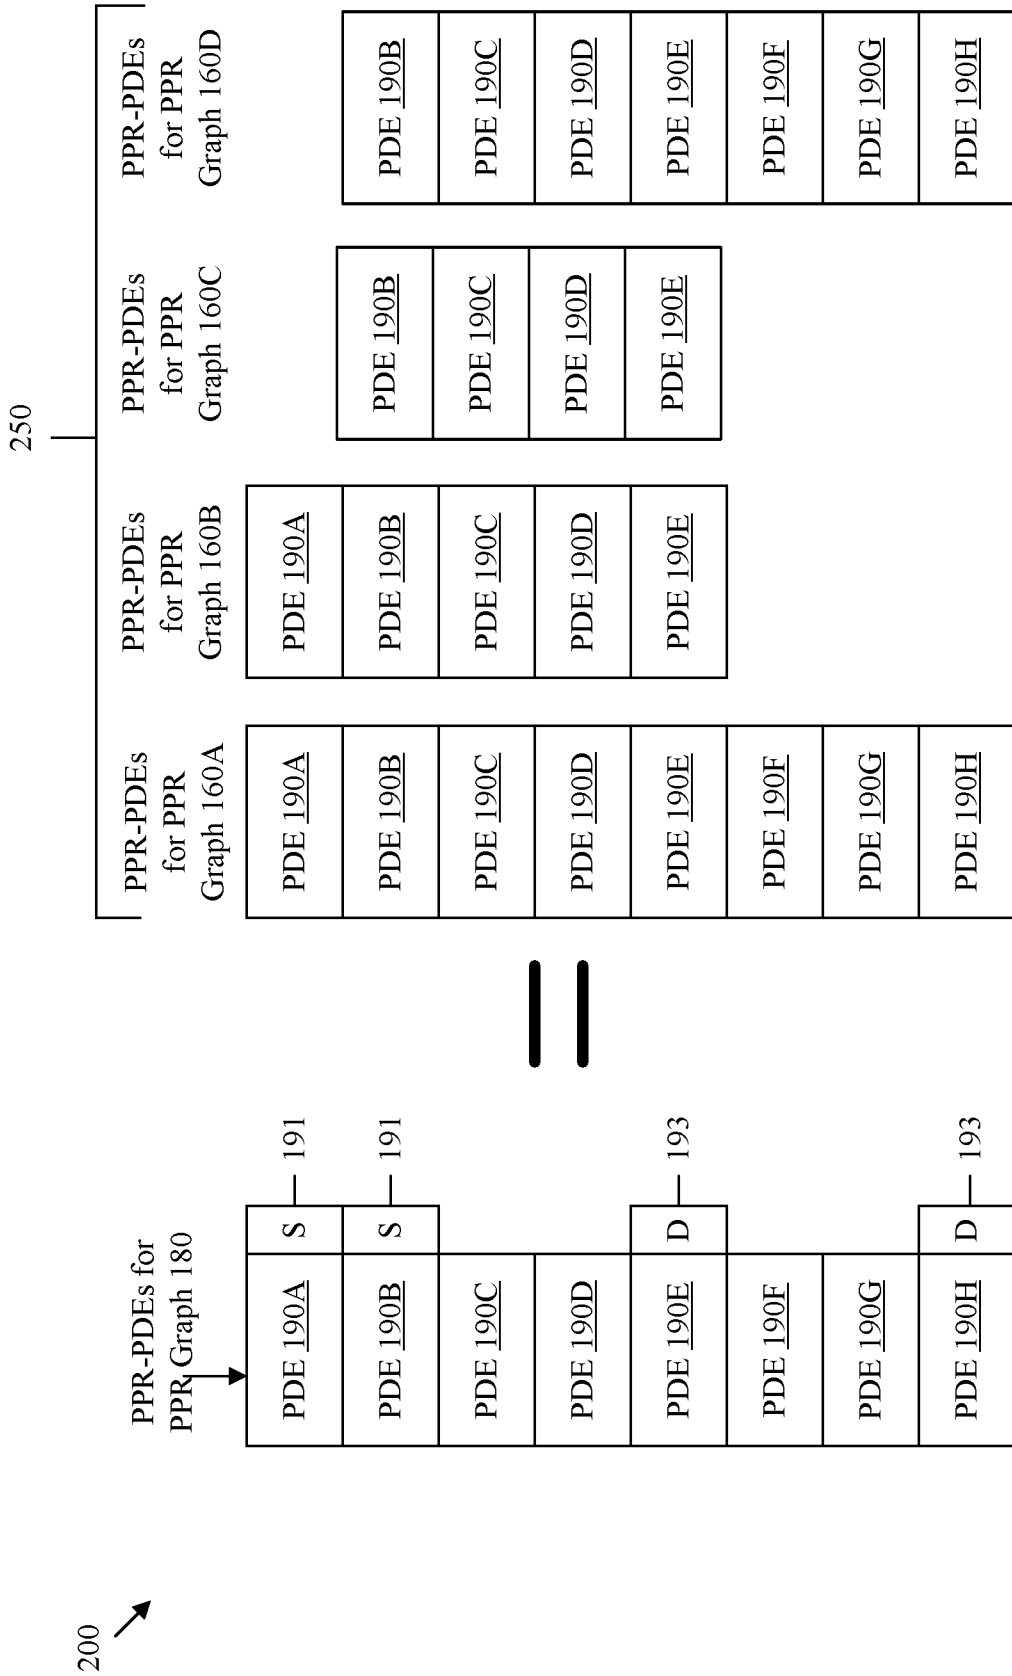 200
PPR-PDEs for
PPR Graph 180
PDE 190A
S
191
PDE 190B
S
191
PDE 190C
PDE 190D
PDE 190E
D
193
PDE 190F
PDE 190G
PDE 190H
D
193
250
PPR-PDEs
for PPR
Graph 160A
PDE 190A
PDE 190B
PDE 190C
PDE 190D
PDE 190E
PDE 190F
PDE 190G
PDE 190H
PPR-PDEs
for PPR
Graph 160B
PDE 190A
PDE 190B
PDE 190C
PDE 190D
PDE 190E
PPR-PDEs
for PPR
Graph 160C
PDE 190B
PDE 190C
PDE 190D
PDE 190E
PPR-PDEs
for PPR
Graph 160D
PDE 190B
PDE 190C
PDE 190D
PDE 190E
PDE 190F
PDE 190G
PDE 190H